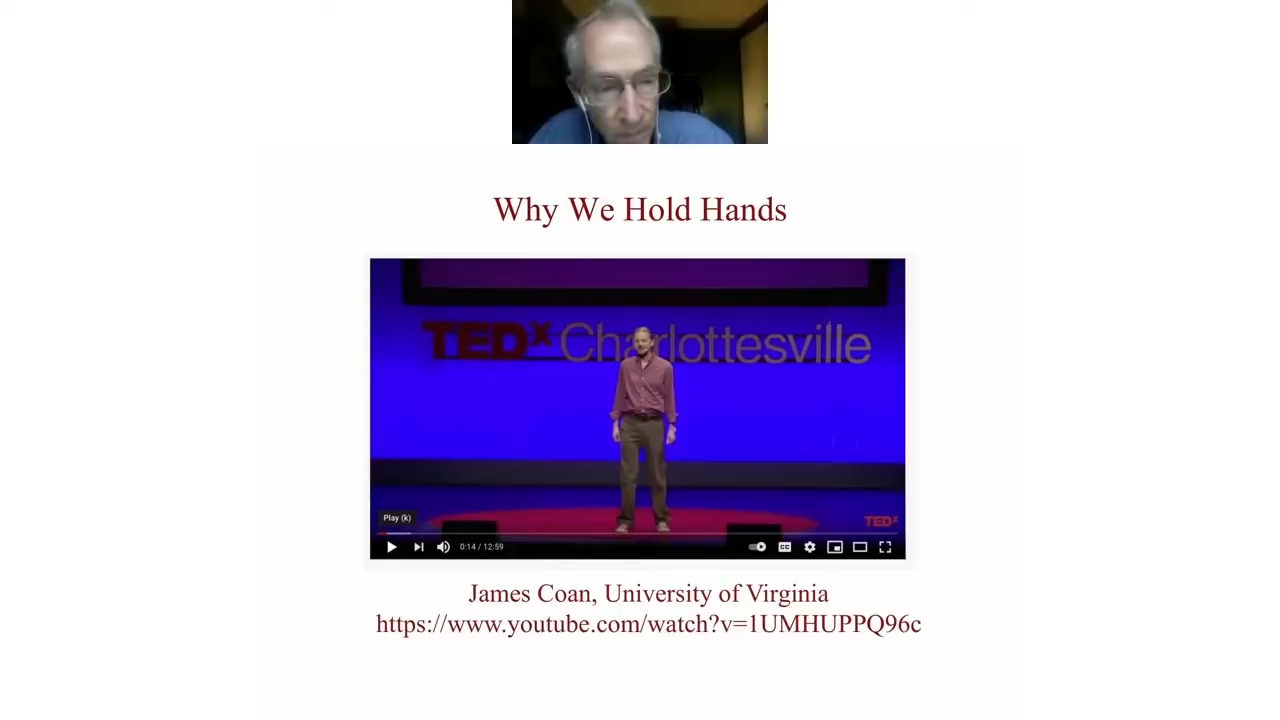 Why We Hold Hands
TEDx Charlottesville
Play (k)
TEDx
0:14 / 12:59
CC
James Coan, University of Virginia
https://www.youtube.com/watch?v=1UMHUPPQ96c